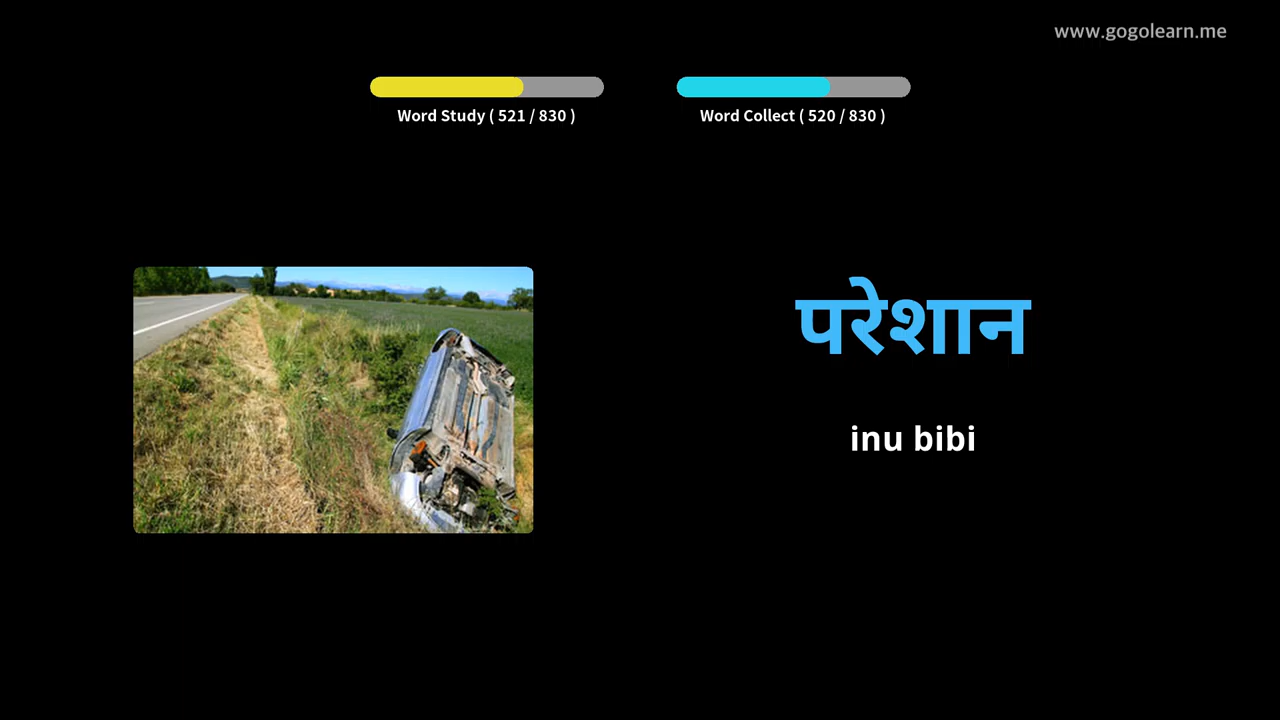 www.gogolearn.me
Word Study ( 521 / 830 )
Word Collect ( 520 / 830 )
परेशान
inu bibi